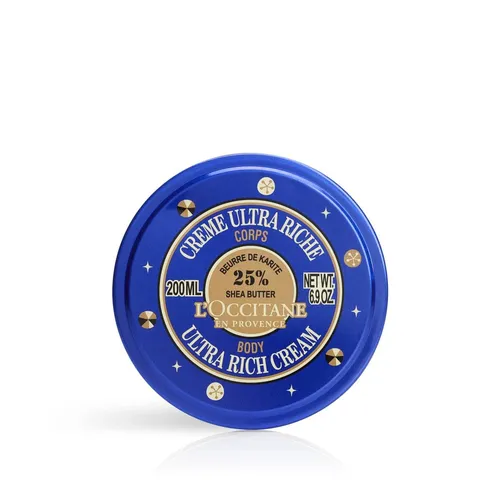 CREME ULTRA RICHE
CORPS
BEURRE DE KARITE
25%
SHEA BUTTER
200ML
NET WT.
6.9 OZ.
L'OCCITANE
EN PROVENCE
BODY
ULTRA RICH CREAM